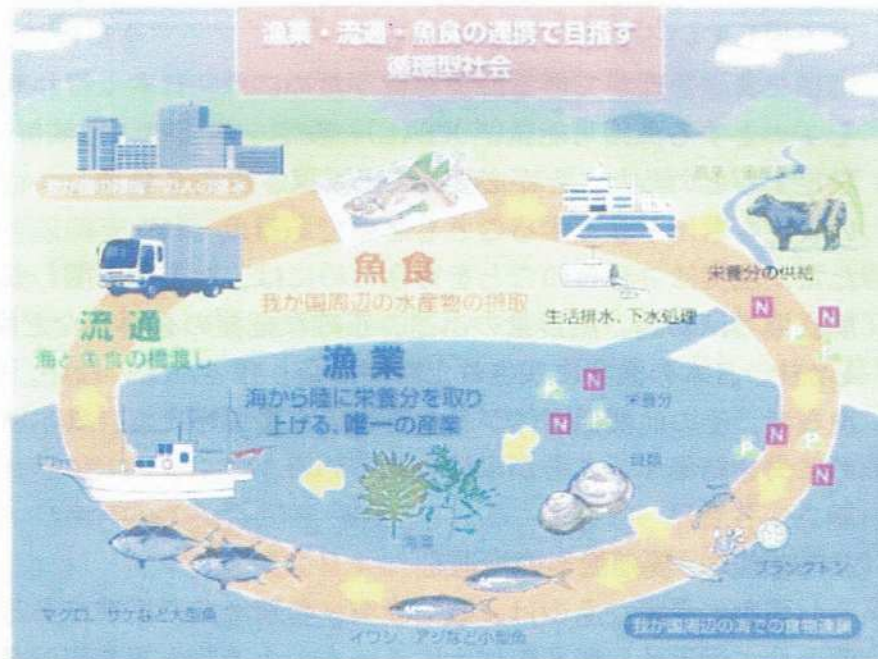 漁業・流通・魚食の連携で目指す
循環型社会
魚食
我が国周辺の水産物の摂取
流通
海と食の橋渡し
生活排水、下水処理
栄養分の供給
漁業
海から陸に栄養分を取り
上げる、唯一の産業
N
N
P
P
N
N
P
P
栄養分
N
N
P
P
貝類
海藻
プランクトン
マグロ、サケなど大型魚
イワシ、アジなど小型魚
我が国周辺の海での食物連鎖